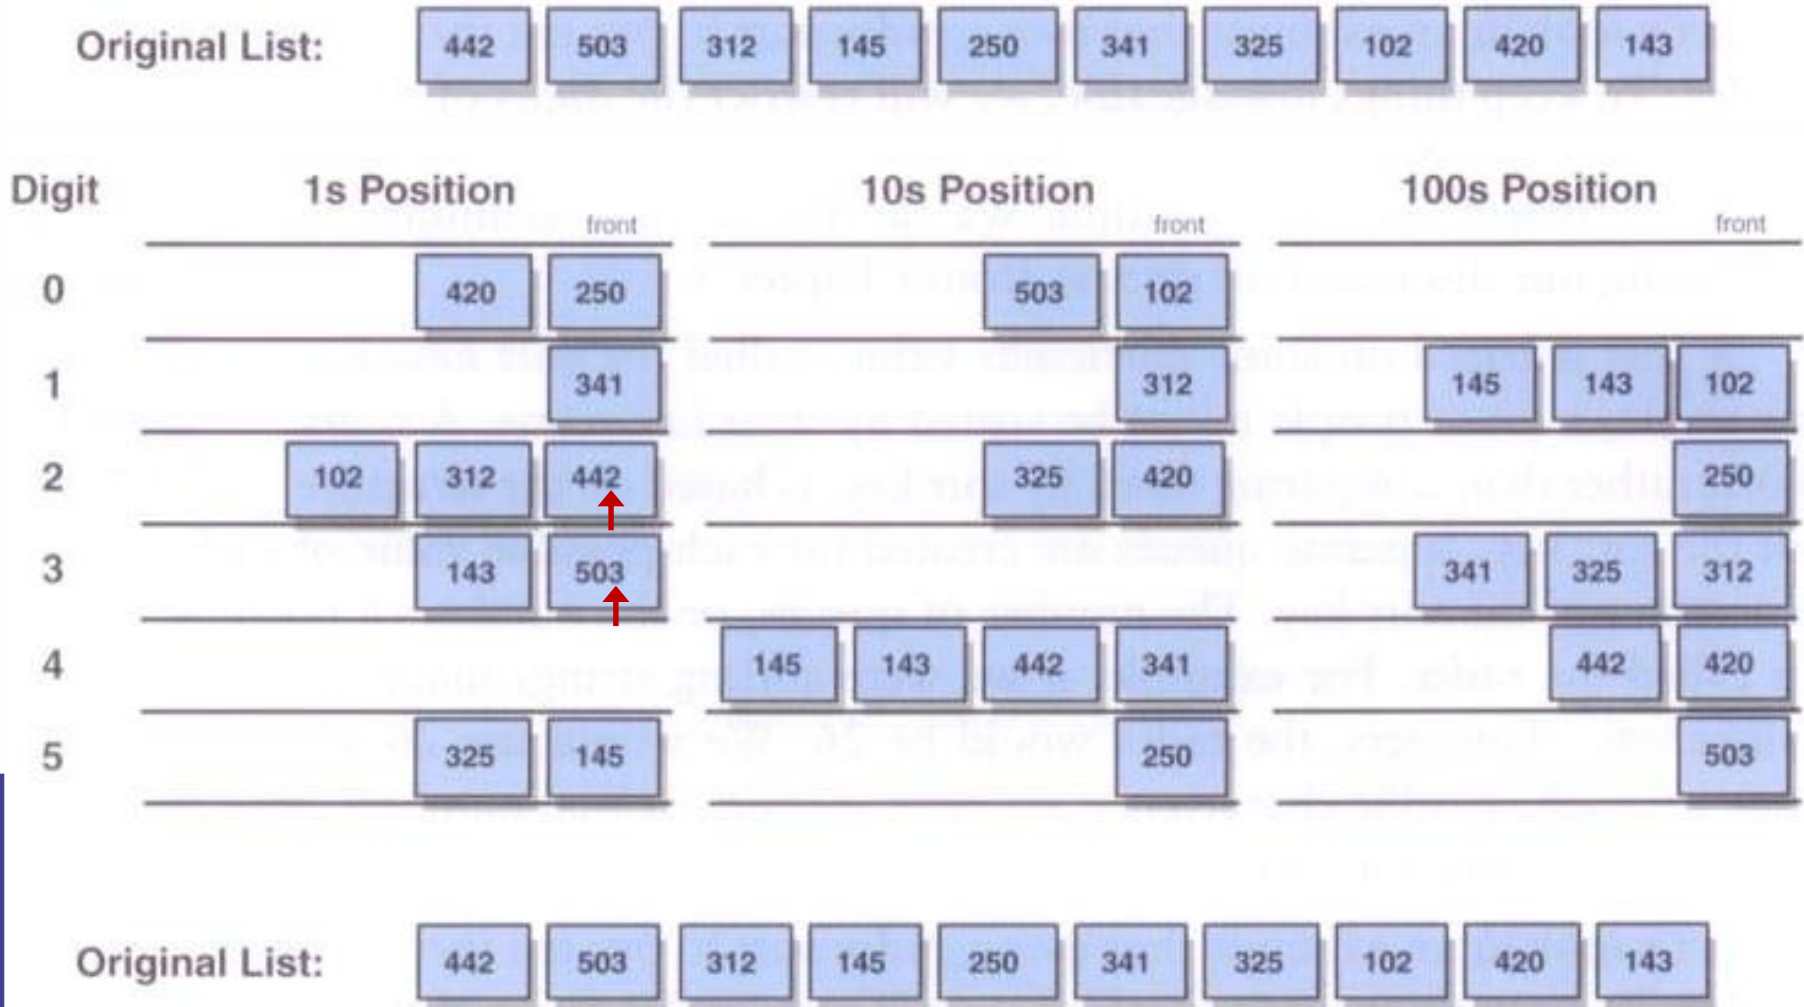 Original List: 442 503 312 145 250 341 325 102 420 143
Digit 1s Position 10s Position 100s Position
front front front
0 420 250 503 102
1 341 312 145 143 102
2 102 312 442 325 420 250
3 143 503 341 325 312
4 145 143 442 341 442 420
5 325 145 250 503
Original List: 442 503 312 145 250 341 325 102 420 143